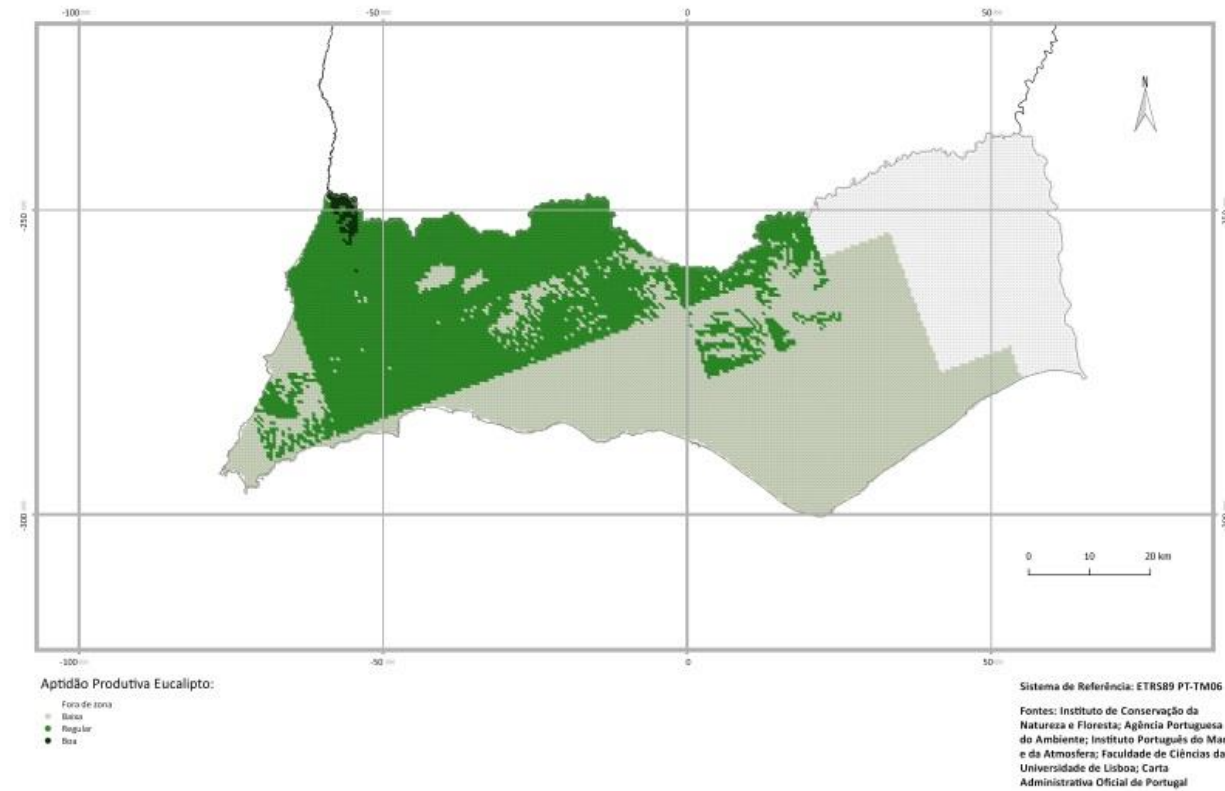 -100
-50
0
50
N
-250
-300
0 10 20 km
-100
-50
0
50
Aptidão Produtiva Eucalipto:
Fora de zona
Baixa
Regular
Boa
Sistema de Referência: ETRS89 PT-TM06
Fontes: Instituto de Conservação da
Natureza e Floresta; Agência Portuguesa
do Ambiente; Instituto Português do Mar
e da Atmosfera; Faculdade de Ciências da
Universidade de Lisboa; Carta
Administrativa Oficial de Portugal